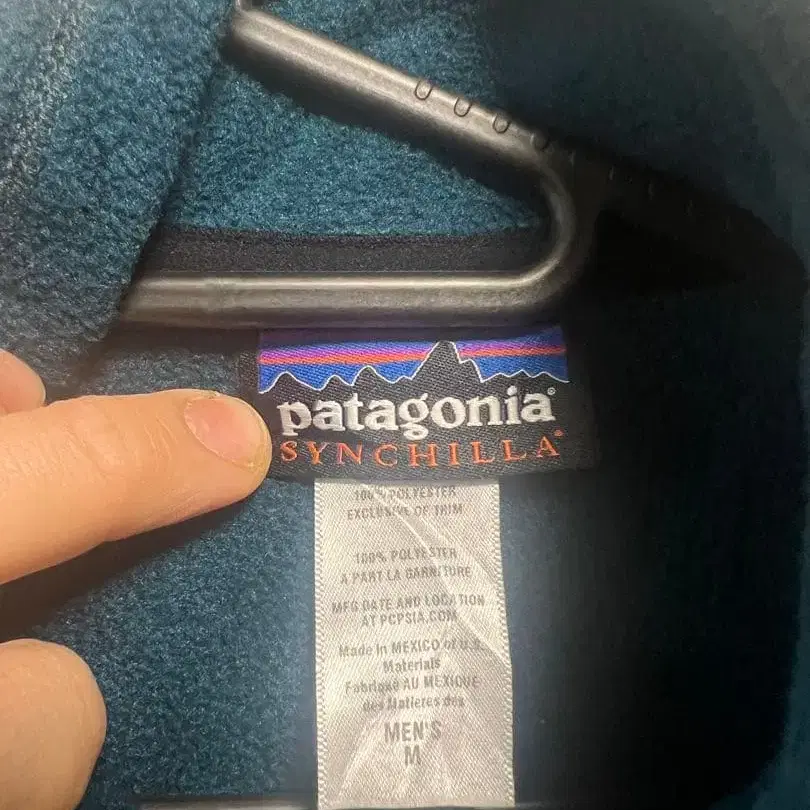 patagonia®
SYNCHILLA®
100% POLYESTER
EXCLUSIVE OF TRIM
100% POLYESTER
A PART LA GARNITURE
MFG DATE AND LOCATION
AT PCPSIA.COM
Made in MEXICO of U.S.
Materials
Fabriqué AU MEXIQUE
des Matieres des
MEN'S
M